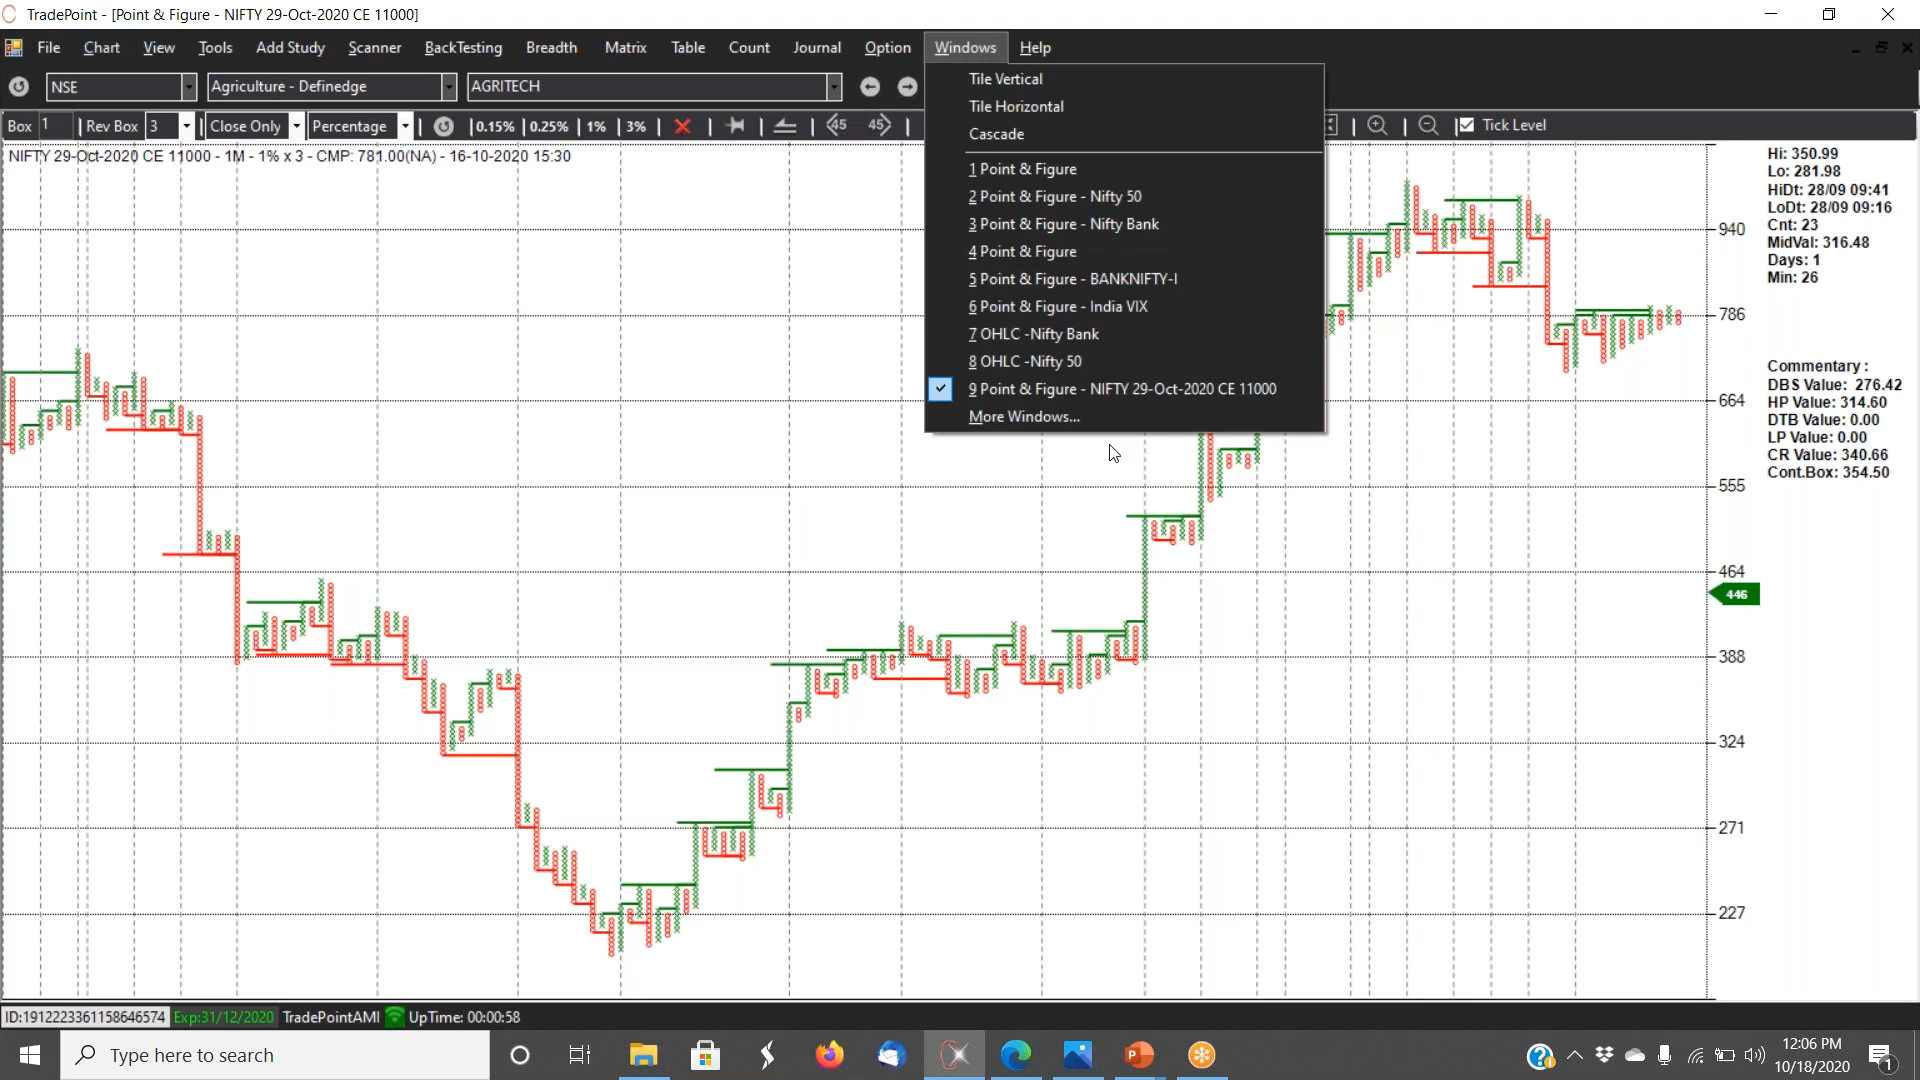 TradePoint - [Point & Figure - NIFTY 29-Oct-2020 CE 11000]
File Chart View Tools Add Study Scanner BackTesting Breadth Matrix Table Count Journal Option Windows Help
NSE Agriculture - Definedge AGRITECH
Box 1 Rev Box 3 Close Only Percentage 0.15% 0.25% 1% 3% 45 45 Tick Level
NIFTY 29-Oct-2020 CE 11000 - 1M - 1% x 3 - CMP: 781.00(NA) - 16-10-2020 15:30
Tile Vertical
Tile Horizontal
Cascade
1 Point & Figure
2 Point & Figure - Nifty 50
3 Point & Figure - Nifty Bank
4 Point & Figure
5 Point & Figure - BANKNIFTY-I
6 Point & Figure - India VIX
7 OHLC -Nifty Bank
8 OHLC -Nifty 50
9 Point & Figure - NIFTY 29-Oct-2020 CE 11000
More Windows...
940
786
664
555
464
446
388
324
271
227
Hi: 350.99
Lo: 281.98
HiDt: 28/09 09:41
LoDt: 28/09 09:16
Cnt: 23
MidVal: 316.48
Days: 1
Min: 26
Commentary :
DBS Value: 276.42
HP Value: 314.60
DTB Value: 0.00
LP Value: 0.00
CR Value: 340.66
Cont.Box: 354.50
ID:1912223361158646574 Exp:31/12/2020 TradePointAMI UpTime: 00:00:58
Type here to search
12:06 PM
10/18/2020
1